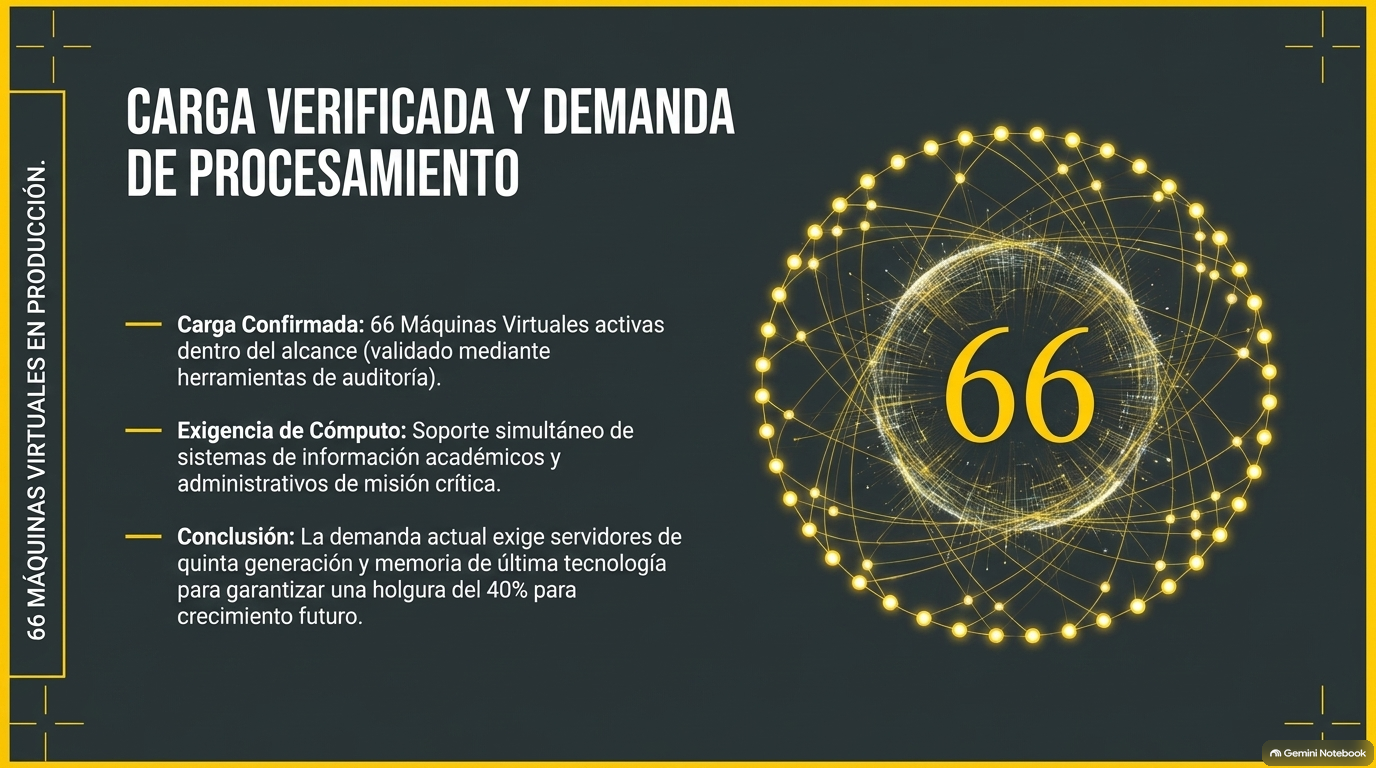 66 MÁQUINAS VIRTUALES EN PRODUCCIÓN.
CARGA VERIFICADA Y DEMANDA
DE PROCESAMIENTO
Carga Confirmada: 66 Máquinas Virtuales activas
dentro del alcance (validado mediante
herramientas de auditoría).
Exigencia de Cómputo: Soporte simultáneo de
sistemas de información académicos y
administrativos de misión crítica.
Conclusión: La demanda actual exige servidores de
quinta generación y memoria de última tecnología
para garantizar una holgura del 40% para
crecimiento futuro.
66
Gemini Notebook